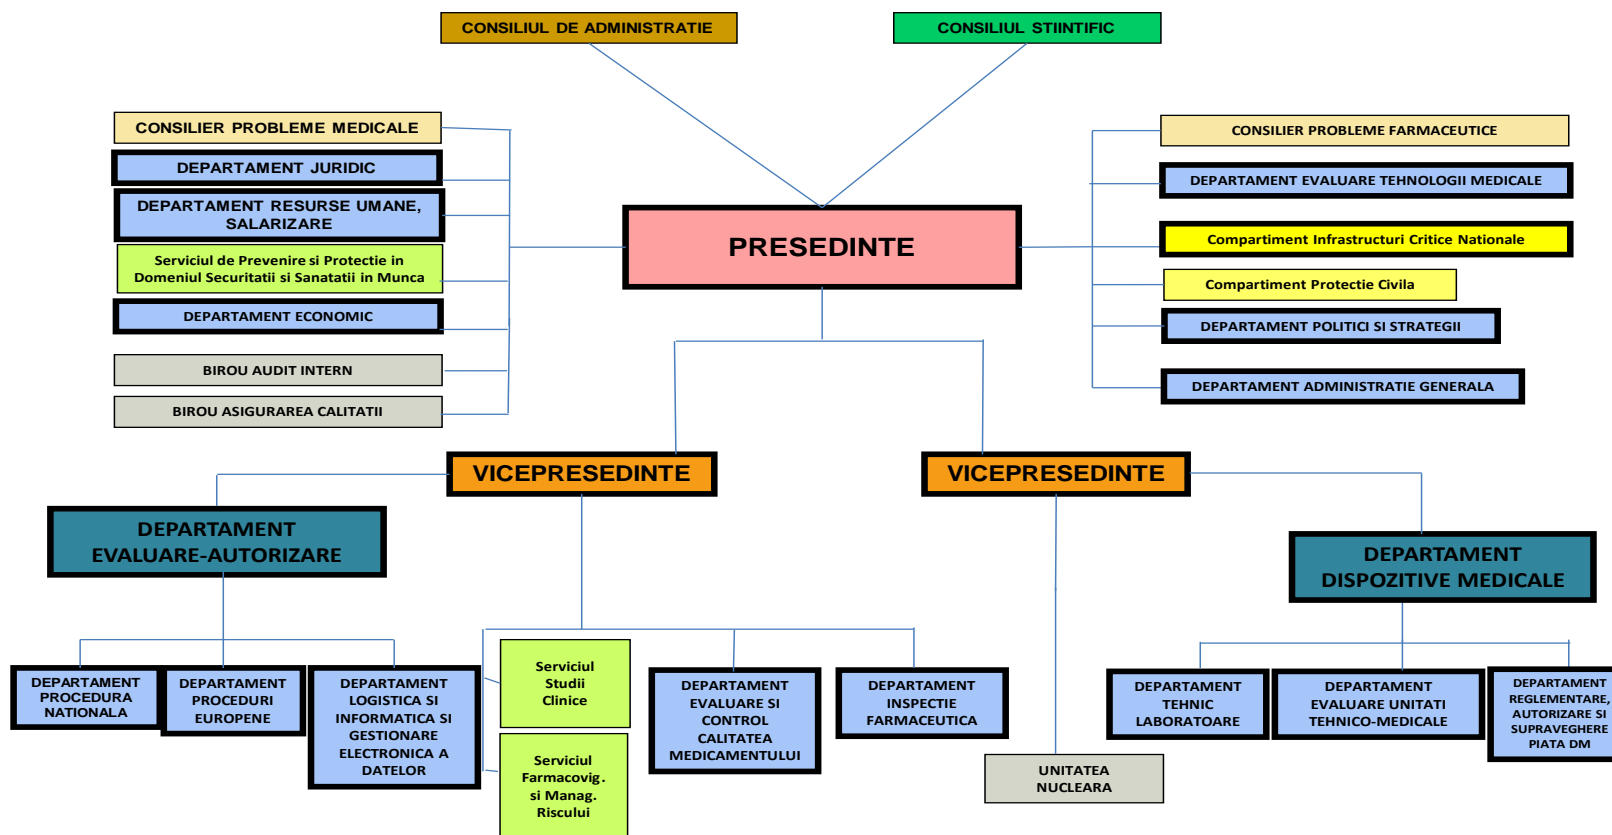 CONSILIUL DE ADMINISTRATIE
CONSILIUL STIINTIFIC
CONSILIER PROBLEME MEDICALE
DEPARTAMENT JURIDIC
DEPARTAMENT RESURSE UMANE,
SALARIZARE
Serviciul de Prevenire si Protectie in
Domeniul Securitatii si Sanatatii in Munca
DEPARTAMENT ECONOMIC
BIROU AUDIT INTERN
BIROU ASIGURAREA CALITATII
PRESEDINTE
CONSILIER PROBLEME FARMACEUTICE
DEPARTAMENT EVALUARE TEHNOLOGII MEDICALE
Compartiment Infrastructuri Critice Nationale
Compartiment Protectie Civila
DEPARTAMENT POLITICI SI STRATEGII
DEPARTAMENT ADMINISTRATIE GENERALA
VICEPRESEDINTE
VICEPRESEDINTE
DEPARTAMENT
EVALUARE-AUTORIZARE
DEPARTAMENT
DISPOZITIVE MEDICALE
DEPARTAMENT
PROCEDURA
NATIONALA
DEPARTAMENT
PROCEDURI
EUROPENE
DEPARTAMENT
LOGISTICA SI
INFORMATICA SI
GESTIONARE
ELECTRONICA A
DATELOR
Serviciul
Studii
Clinice
Serviciul
Farmacovig.
si Manag.
Riscului
DEPARTAMENT
EVALUARE SI
CONTROL
CALITATEA
MEDICAMENTULUI
DEPARTAMENT
INSPECTIE
FARMACEUTICA
UNITATEA
NUCLEARA
DEPARTAMENT
TEHNIC
LABORATOARE
DEPARTAMENT
EVALUARE UNITATI
TEHNICO-MEDICALE
DEPARTAMENT
REGLEMENTARE,
AUTORIZARE SI
SUPRAVEGHERE
PIATA DM